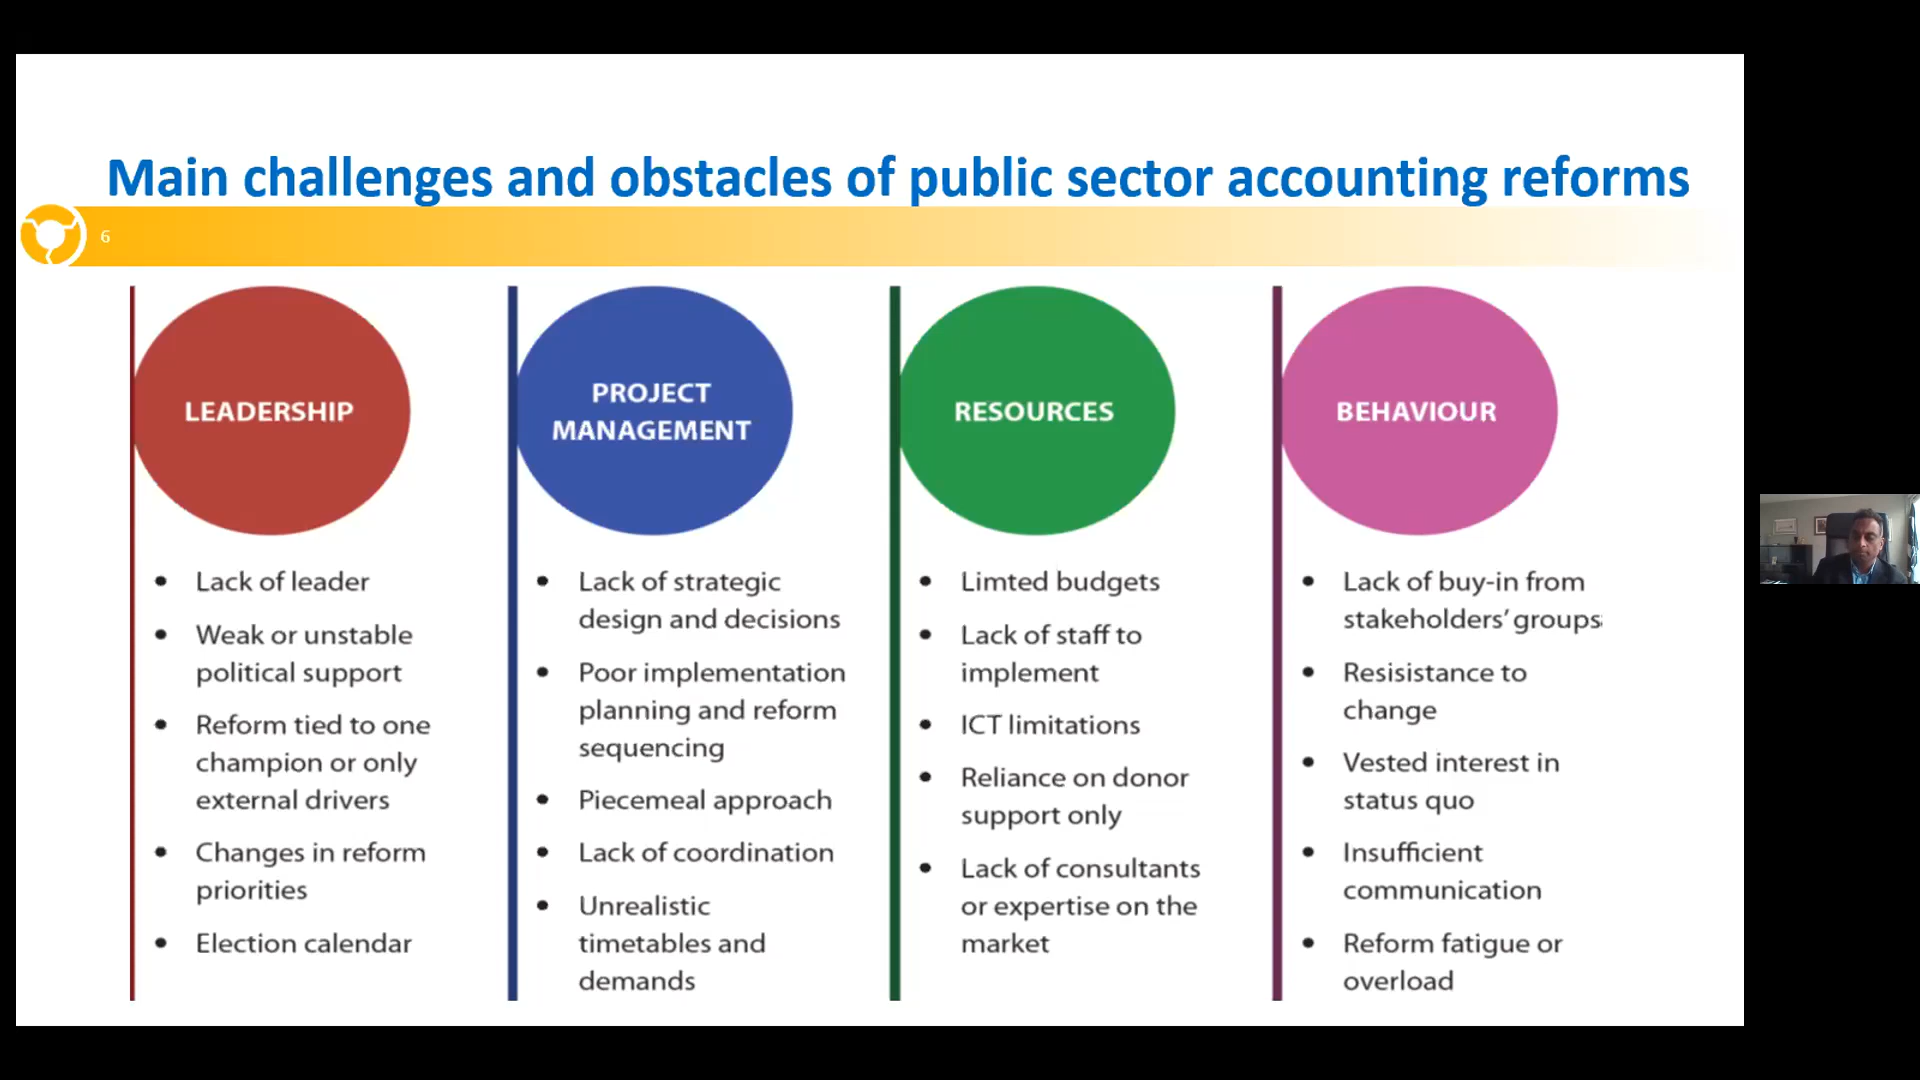 Main challenges and obstacles of public sector accounting reforms
6
LEADERSHIP
• Lack of leader
• Weak or unstable
political support
• Reform tied to one
champion or only
external drivers
• Changes in reform
priorities
• Election calendar
PROJECT
MANAGEMENT
• Lack of strategic
design and decisions
• Poor implementation
planning and reform
sequencing
• Piecemeal approach
• Lack of coordination
• Unrealistic
timetables and
demands
RESOURCES
• Limted budgets
• Lack of staff to
implement
• ICT limitations
• Reliance on donor
support only
• Lack of consultants
or expertise on the
market
BEHAVIOUR
• Lack of buy-in from
stakeholders’ groups
• Resisistance to
change
• Vested interest in
status quo
• Insufficient
communication
• Reform fatigue or
overload